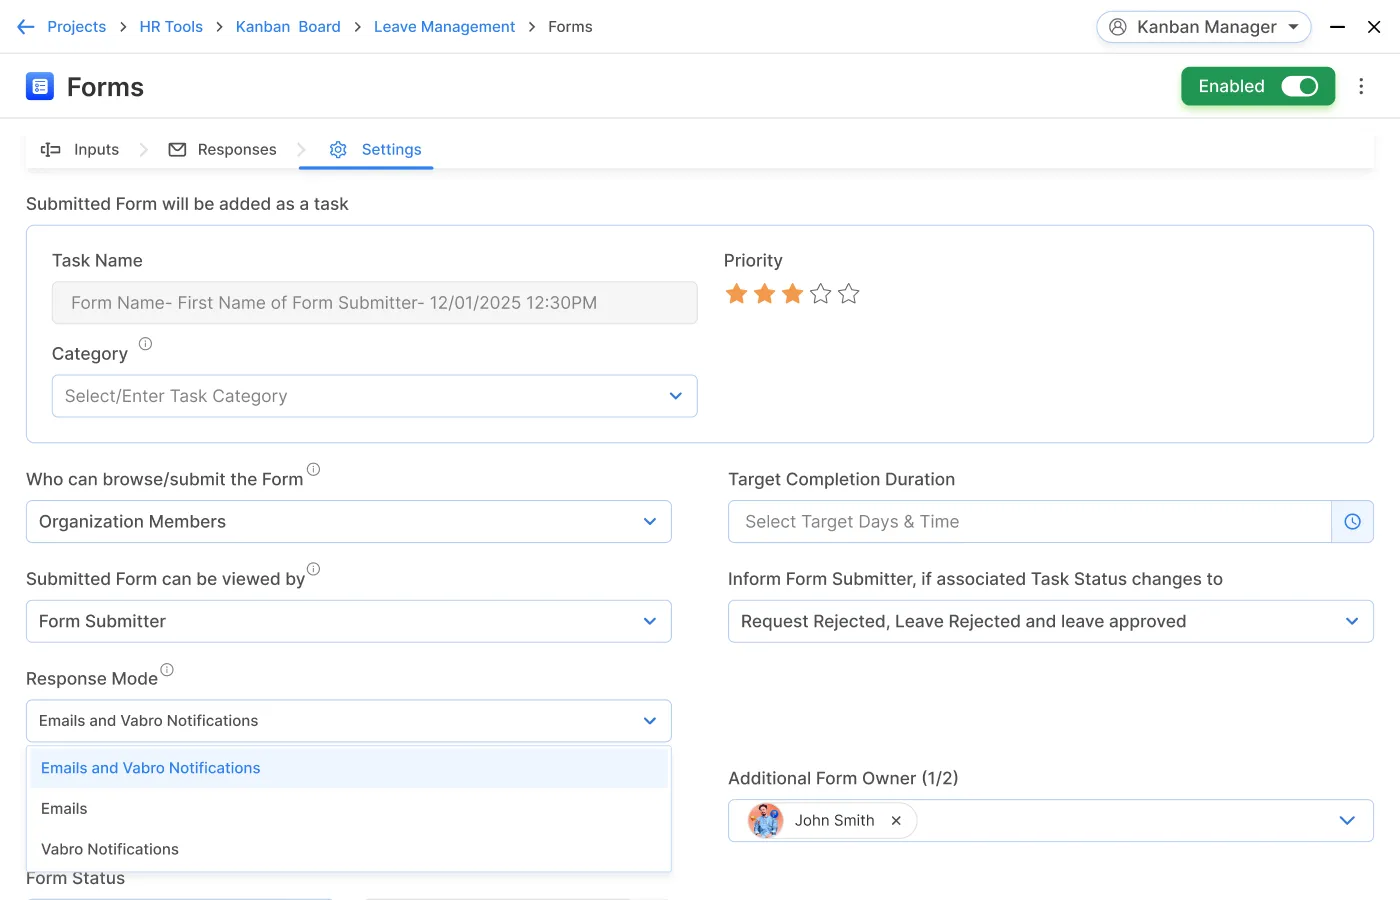 Projects > HR Tools > Kanban Board > Leave Management > Forms
Kanban Manager
Forms
Enabled
Inputs
Responses
Settings
Submitted Form will be added as a task
Task Name
Form Name- First Name of Form Submitter- 12/01/2025 12:30PM
Priority
Category
Select/Enter Task Category
Who can browse/submit the Form
Organization Members
Target Completion Duration
Select Target Days & Time
Submitted Form can be viewed by
Form Submitter
Inform Form Submitter, if associated Task Status changes to
Request Rejected, Leave Rejected and leave approved
Response Mode
Emails and Vabro Notifications
Emails and Vabro Notifications
Emails
Vabro Notifications
Additional Form Owner (1/2)
John Smith
Form Status